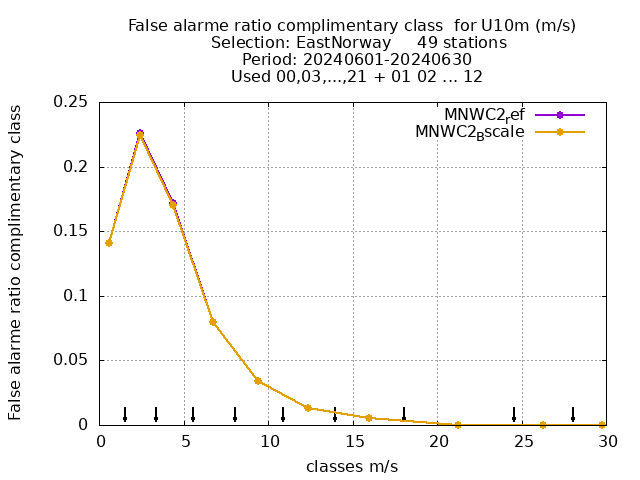 False alarme ratio complimentary class  for U10m (m/s)
Selection: EastNorway     49 stations
Period: 20240601-20240630
Used 00,03,...,21 + 01 02 ... 12
False alarme ratio complimentary class
0.25
0.2
0.15
0.1
0.05
0
MNWC2ref
MNWC2Bscale
0 5 10 15 20 25 30
classes m/s